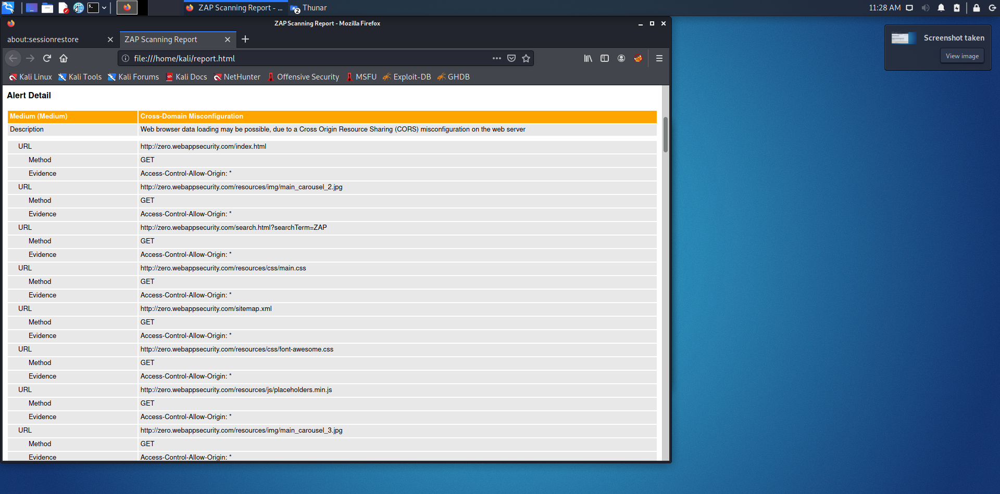 ZAP Scanning Report - ...
Thunar
11:28 AM
ZAP Scanning Report - Mozilla Firefox
about:sessionrestore
ZAP Scanning Report
file:///home/kali/report.html
Kali Linux
Kali Tools
Kali Forums
Kali Docs
NetHunter
Offensive Security
MSFU
Exploit-DB
GHDB
Screenshot taken
View image
Alert Detail
Medium (Medium) Cross-Domain Misconfiguration
Description Web browser data loading may be possible, due to a Cross Origin Resource Sharing (CORS) misconfiguration on the web server
URL http://zero.webappsecurity.com/index.html
Method GET
Evidence Access-Control-Allow-Origin: *
URL http://zero.webappsecurity.com/resources/img/main_carousel_2.jpg
Method GET
Evidence Access-Control-Allow-Origin: *
URL http://zero.webappsecurity.com/search.html?searchTerm=ZAP
Method GET
Evidence Access-Control-Allow-Origin: *
URL http://zero.webappsecurity.com/resources/css/main.css
Method GET
Evidence Access-Control-Allow-Origin: *
URL http://zero.webappsecurity.com/sitemap.xml
Method GET
Evidence Access-Control-Allow-Origin: *
URL http://zero.webappsecurity.com/resources/css/font-awesome.css
Method GET
Evidence Access-Control-Allow-Origin: *
URL http://zero.webappsecurity.com/resources/js/placeholders.min.js
Method GET
Evidence Access-Control-Allow-Origin: *
URL http://zero.webappsecurity.com/resources/img/main_carousel_3.jpg
Method GET
Evidence Access-Control-Allow-Origin: *